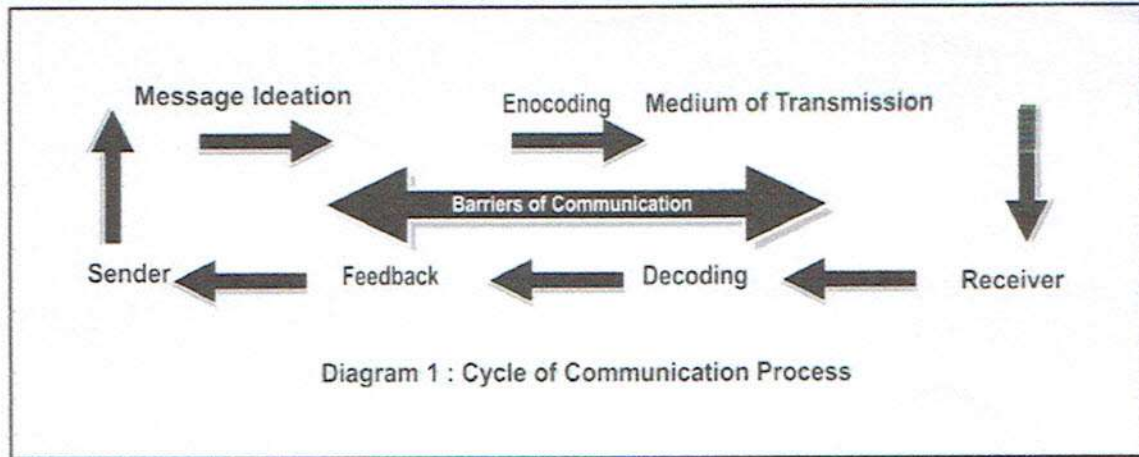 Message Ideation
Enocoding
Medium of Transmission
Barriers of Communication
Sender
Feedback
Decoding
Receiver
Diagram 1 : Cycle of Communication Process